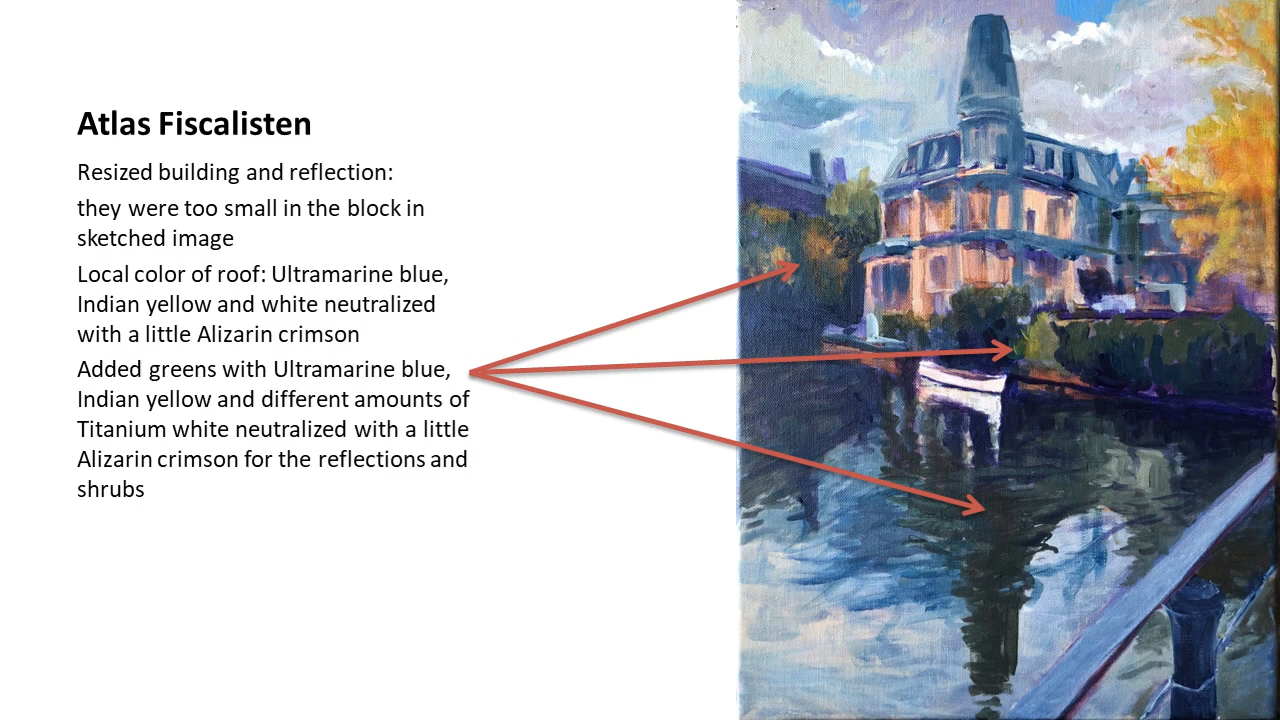 Atlas Fiscalisten
Resized building and reflection:
they were too small in the block in
sketched image
Local color of roof: Ultramarine blue,
Indian yellow and white neutralized
with a little Alizarin crimson
Added greens with Ultramarine blue,
Indian yellow and different amounts of
Titanium white neutralized with a little
Alizarin crimson for the reflections and
shrubs